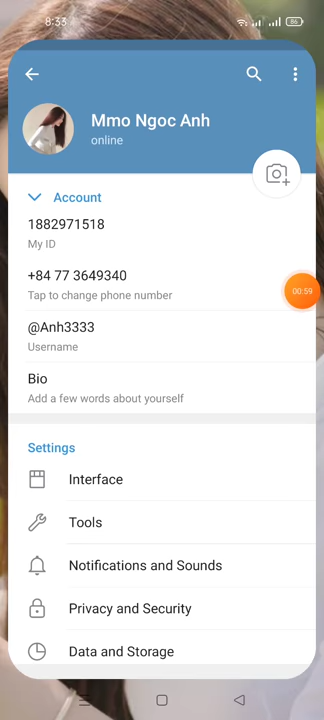 8:33
86
Mmo Ngoc Anh
online
Account
1882971518
My ID
+84 77 3649340
Tap to change phone number
00:59
@Anh3333
Username
Bio
Add a few words about yourself
Settings
Interface
Tools
Notifications and Sounds
Privacy and Security
Data and Storage